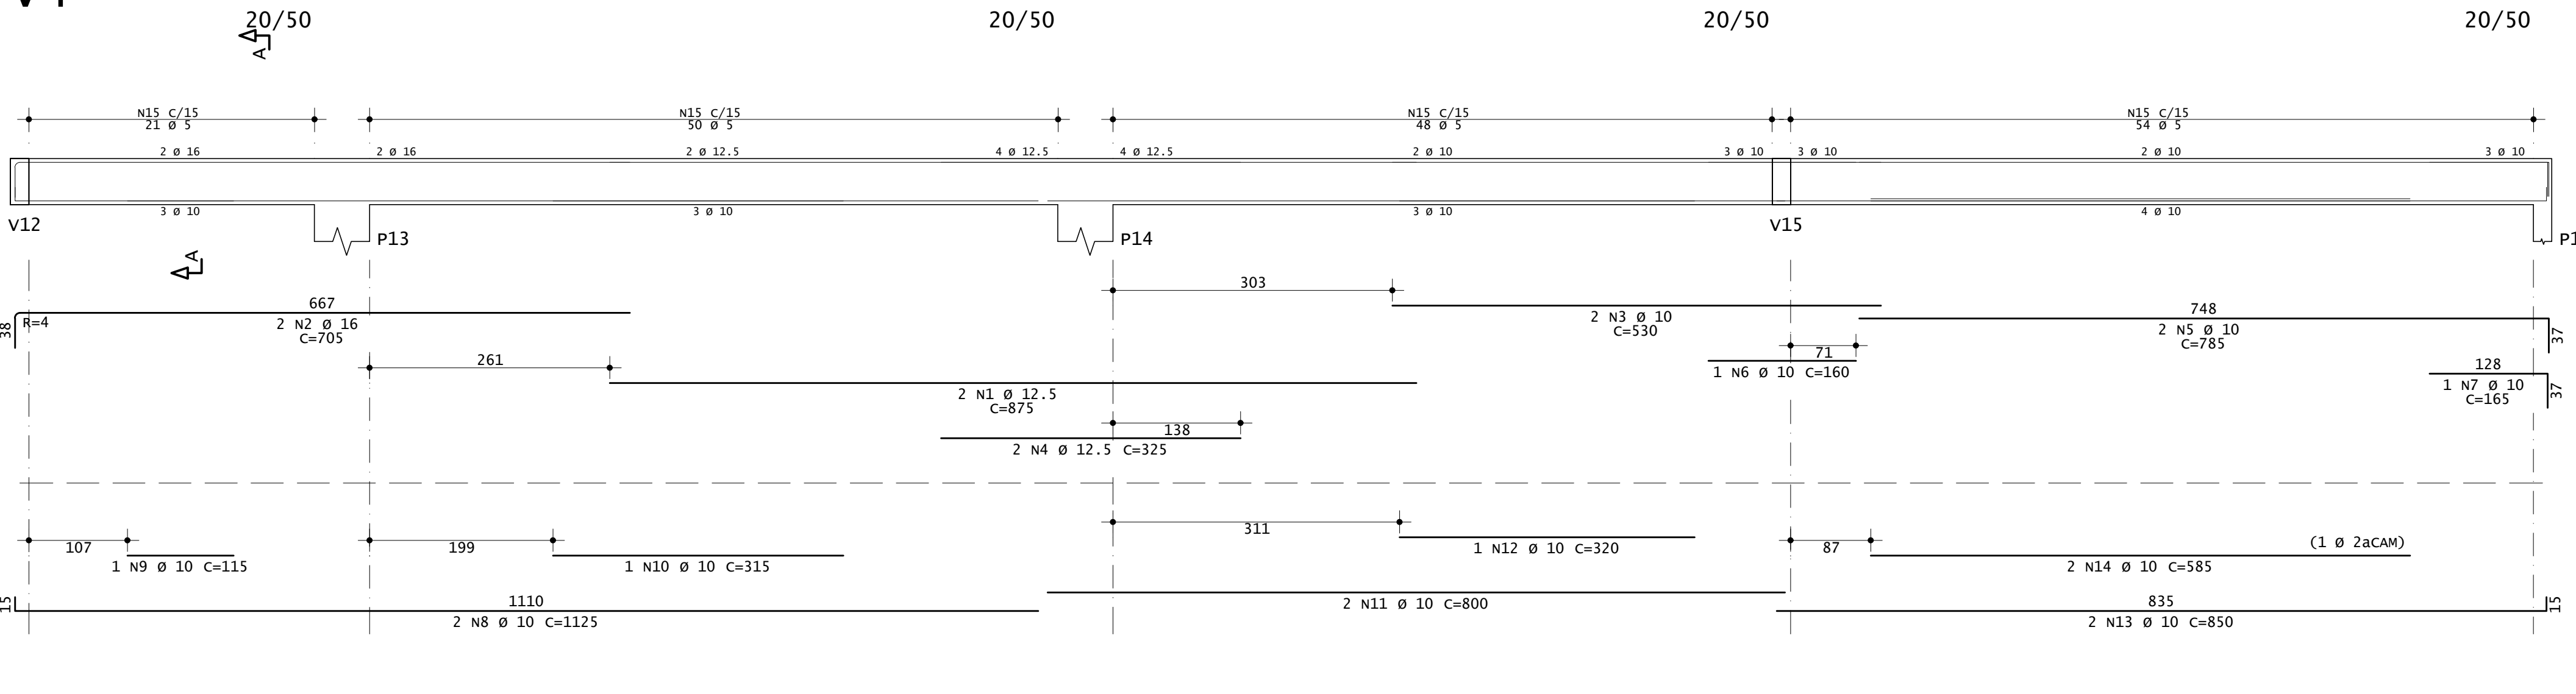 20/50 20/50 20/50 20/50
A
N15 C/15 N15 C/15 N15 C/15 N15 C/15
21 Ø 5 50 Ø 5 48 Ø 5 54 Ø 5
2 Ø 16 2 Ø 16 2 Ø 12.5 4 Ø 12.5 4 Ø 12.5 2 Ø 10 3 Ø 10 3 Ø 10 2 Ø 10 3 Ø 10
3 Ø 10 3 Ø 10 3 Ø 10 4 Ø 10
V12 V15
P13 P14
A
303
667 748
38 R=4 2 N2 Ø 16 2 N3 Ø 10 2 N5 Ø 10 37
C=705 C=530 C=785
261 71
1 N6 Ø 10 C=160 128
2 N1 Ø 12.5 1 N7 Ø 10 37
C=875 C=165
138
2 N4 Ø 12.5 C=325
311
107 199 1 N12 Ø 10 C=320 87 (1 Ø 2aCAM)
1 N9 Ø 10 C=115 1 N10 Ø 10 C=315 2 N14 Ø 10 C=585
15 1110 2 N11 Ø 10 C=800 835 15
2 N8 Ø 10 C=1125 2 N13 Ø 10 C=850